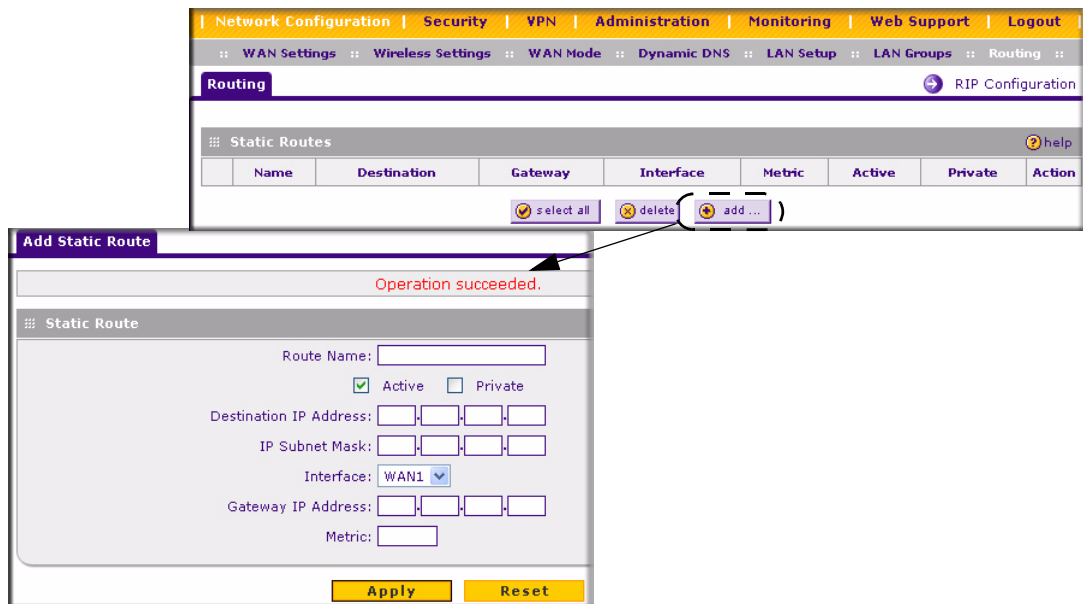 | Network Configuration | Security | VPN | Administration | Monitoring | Web Support | Logout |
:: WAN Settings :: Wireless Settings :: WAN Mode :: Dynamic DNS :: LAN Setup :: LAN Groups :: Routing ::
Routing
RIP Configuration
Static Routes
help
Name Destination Gateway Interface Metric Active Private Action
select all delete add ...
Add Static Route
Operation succeeded.
Static Route
Route Name:
Active Private
Destination IP Address:
IP Subnet Mask:
Interface: WAN1
Gateway IP Address:
Metric:
Apply Reset